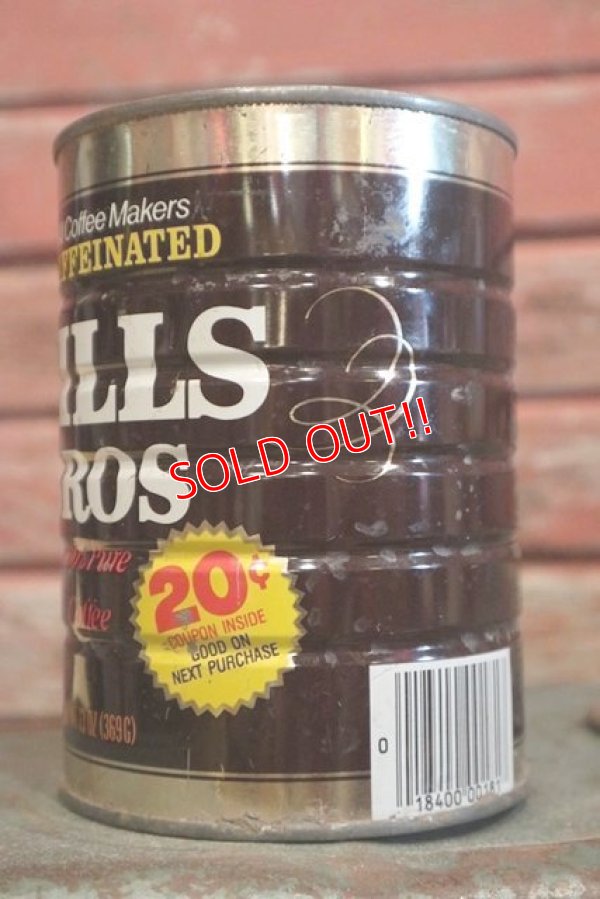 Coffee Makers
FFEINATED
ILLS
ROS
SOLD OUT!!
Pure
20¢
COUPON INSIDE
GOOD ON
NEXT PURCHASE
OZ (369G)
0
18400 00181